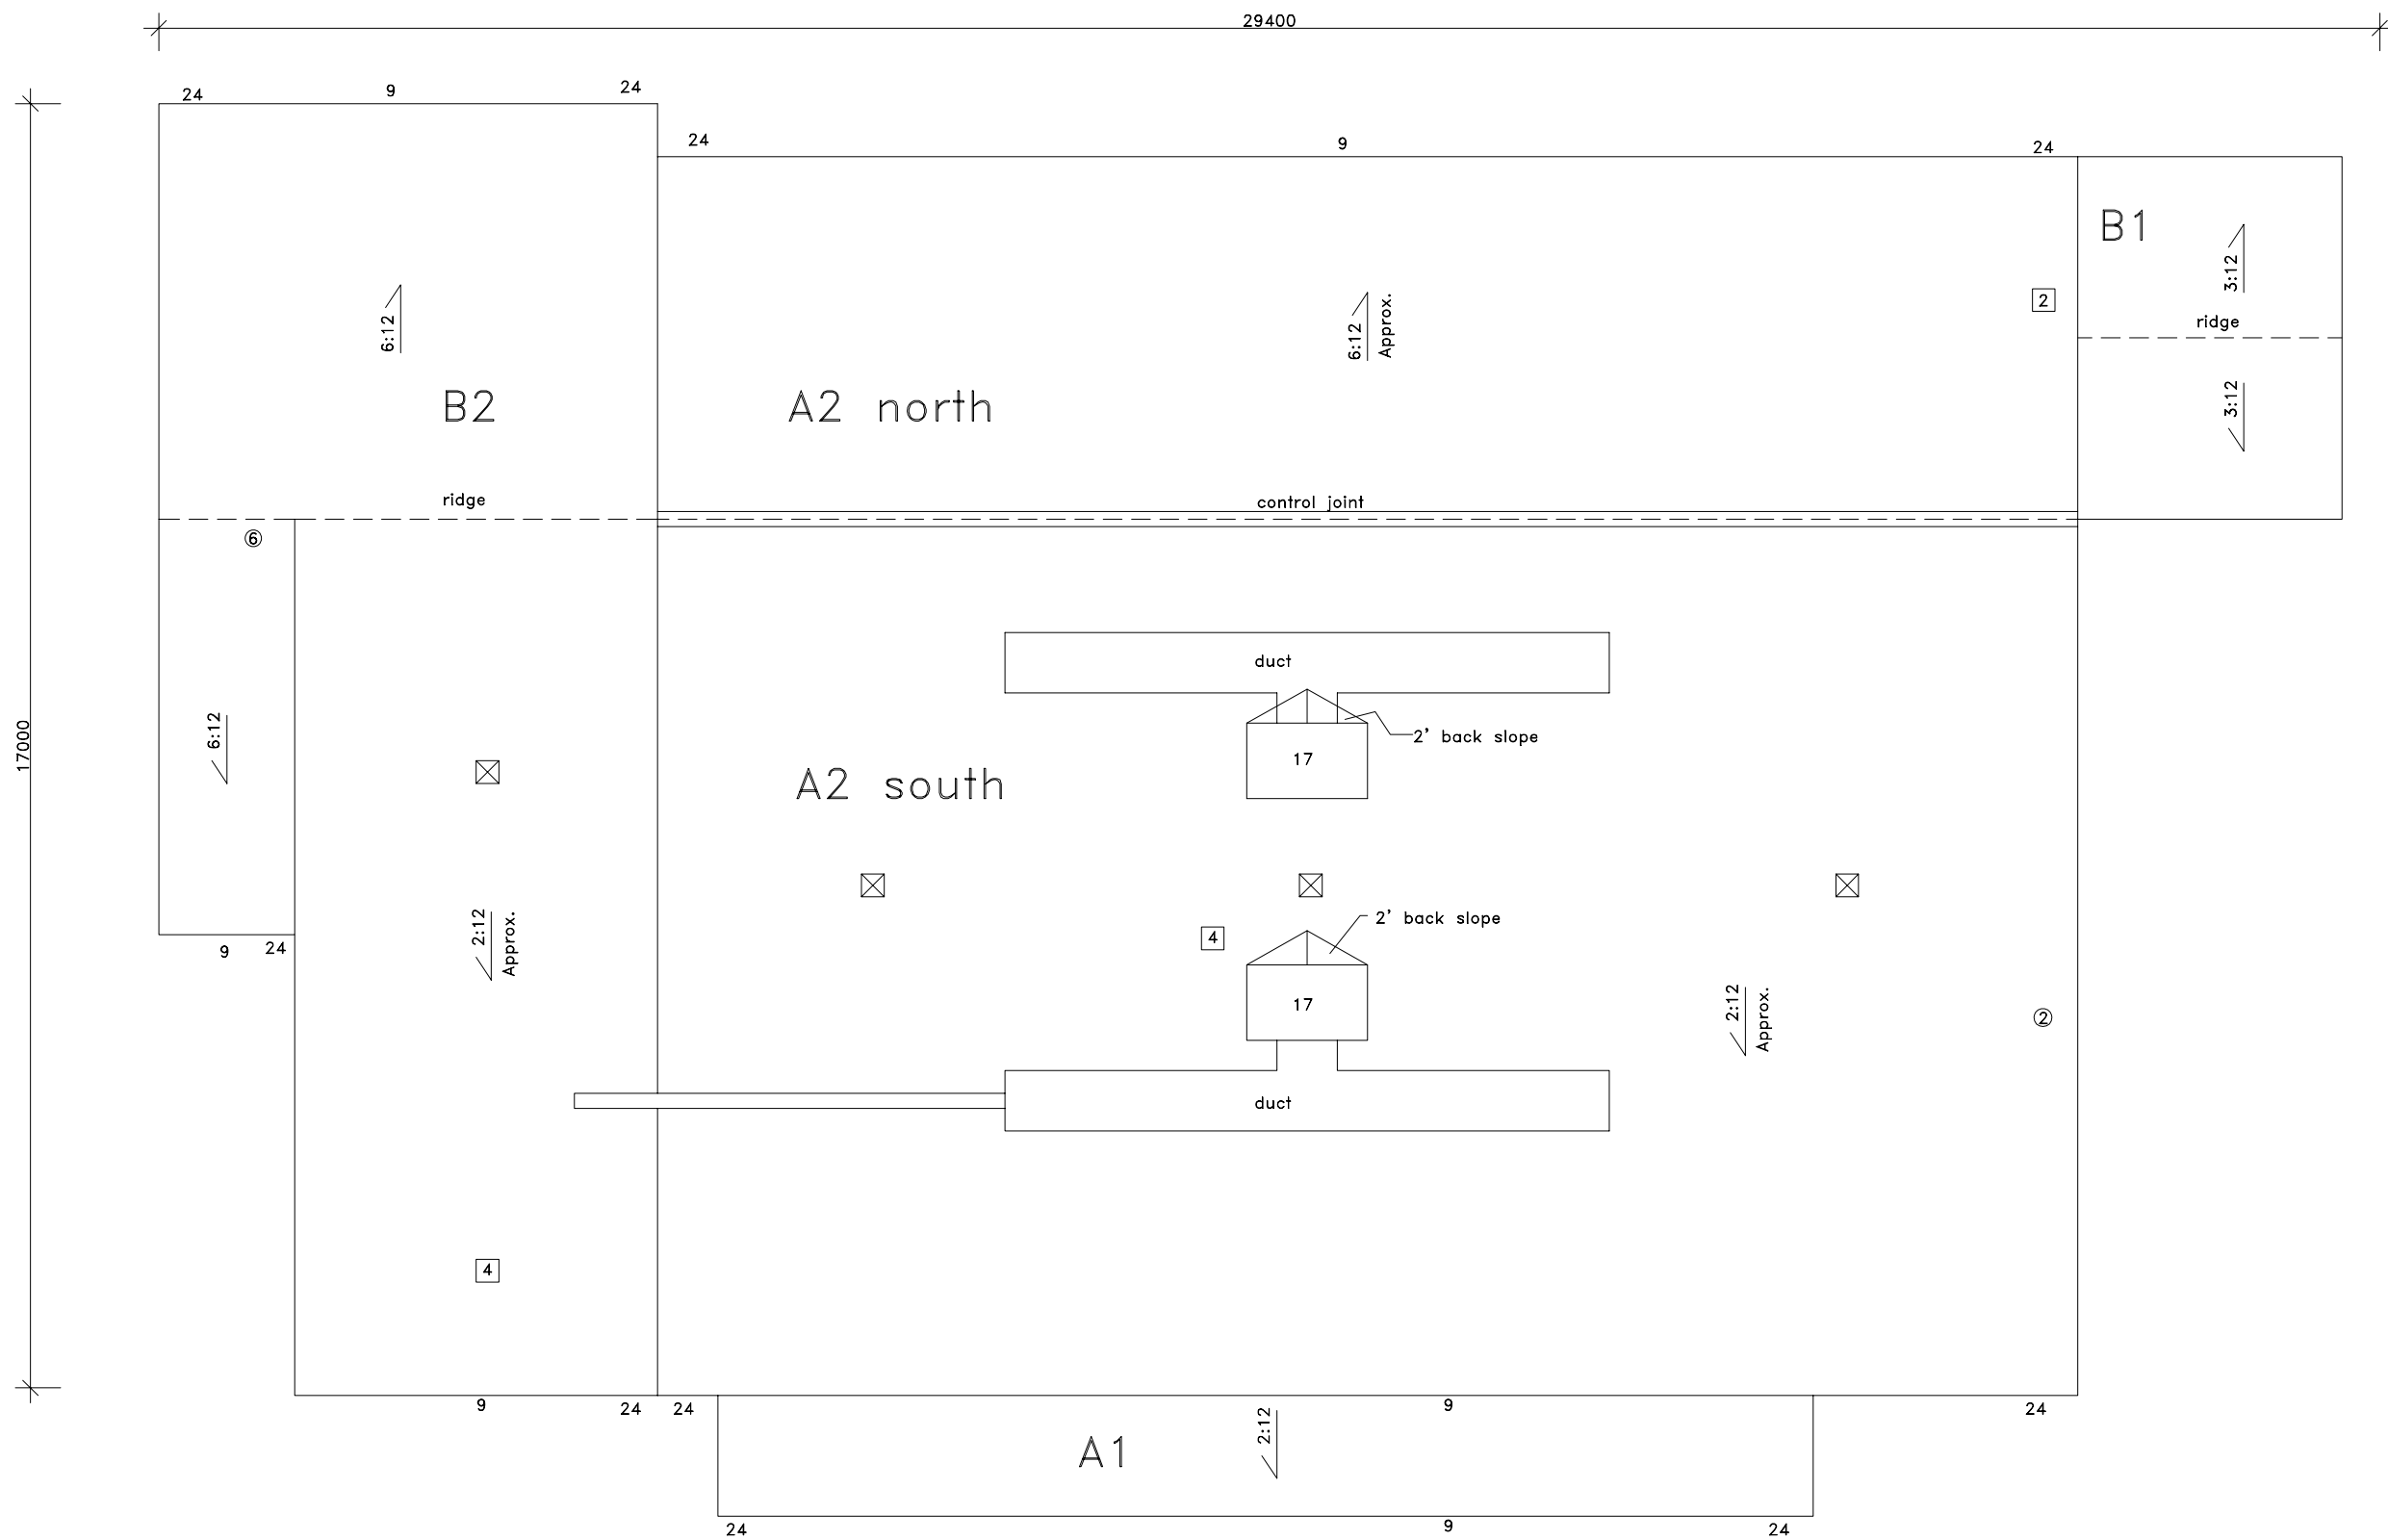 29400
24
9
24
24
9
24
B1
3:12
2
ridge
6:12
6:12
Approx.
3:12
B2
A2 north
ridge
control joint
6
duct
6:12
17000
2' back slope
17
A2 south
2' back slope
4
2:12
Approx.
9
24
17
2:12
Approx.
2
duct
4
9
24
24
9
24
2:12
A1
24
9
24